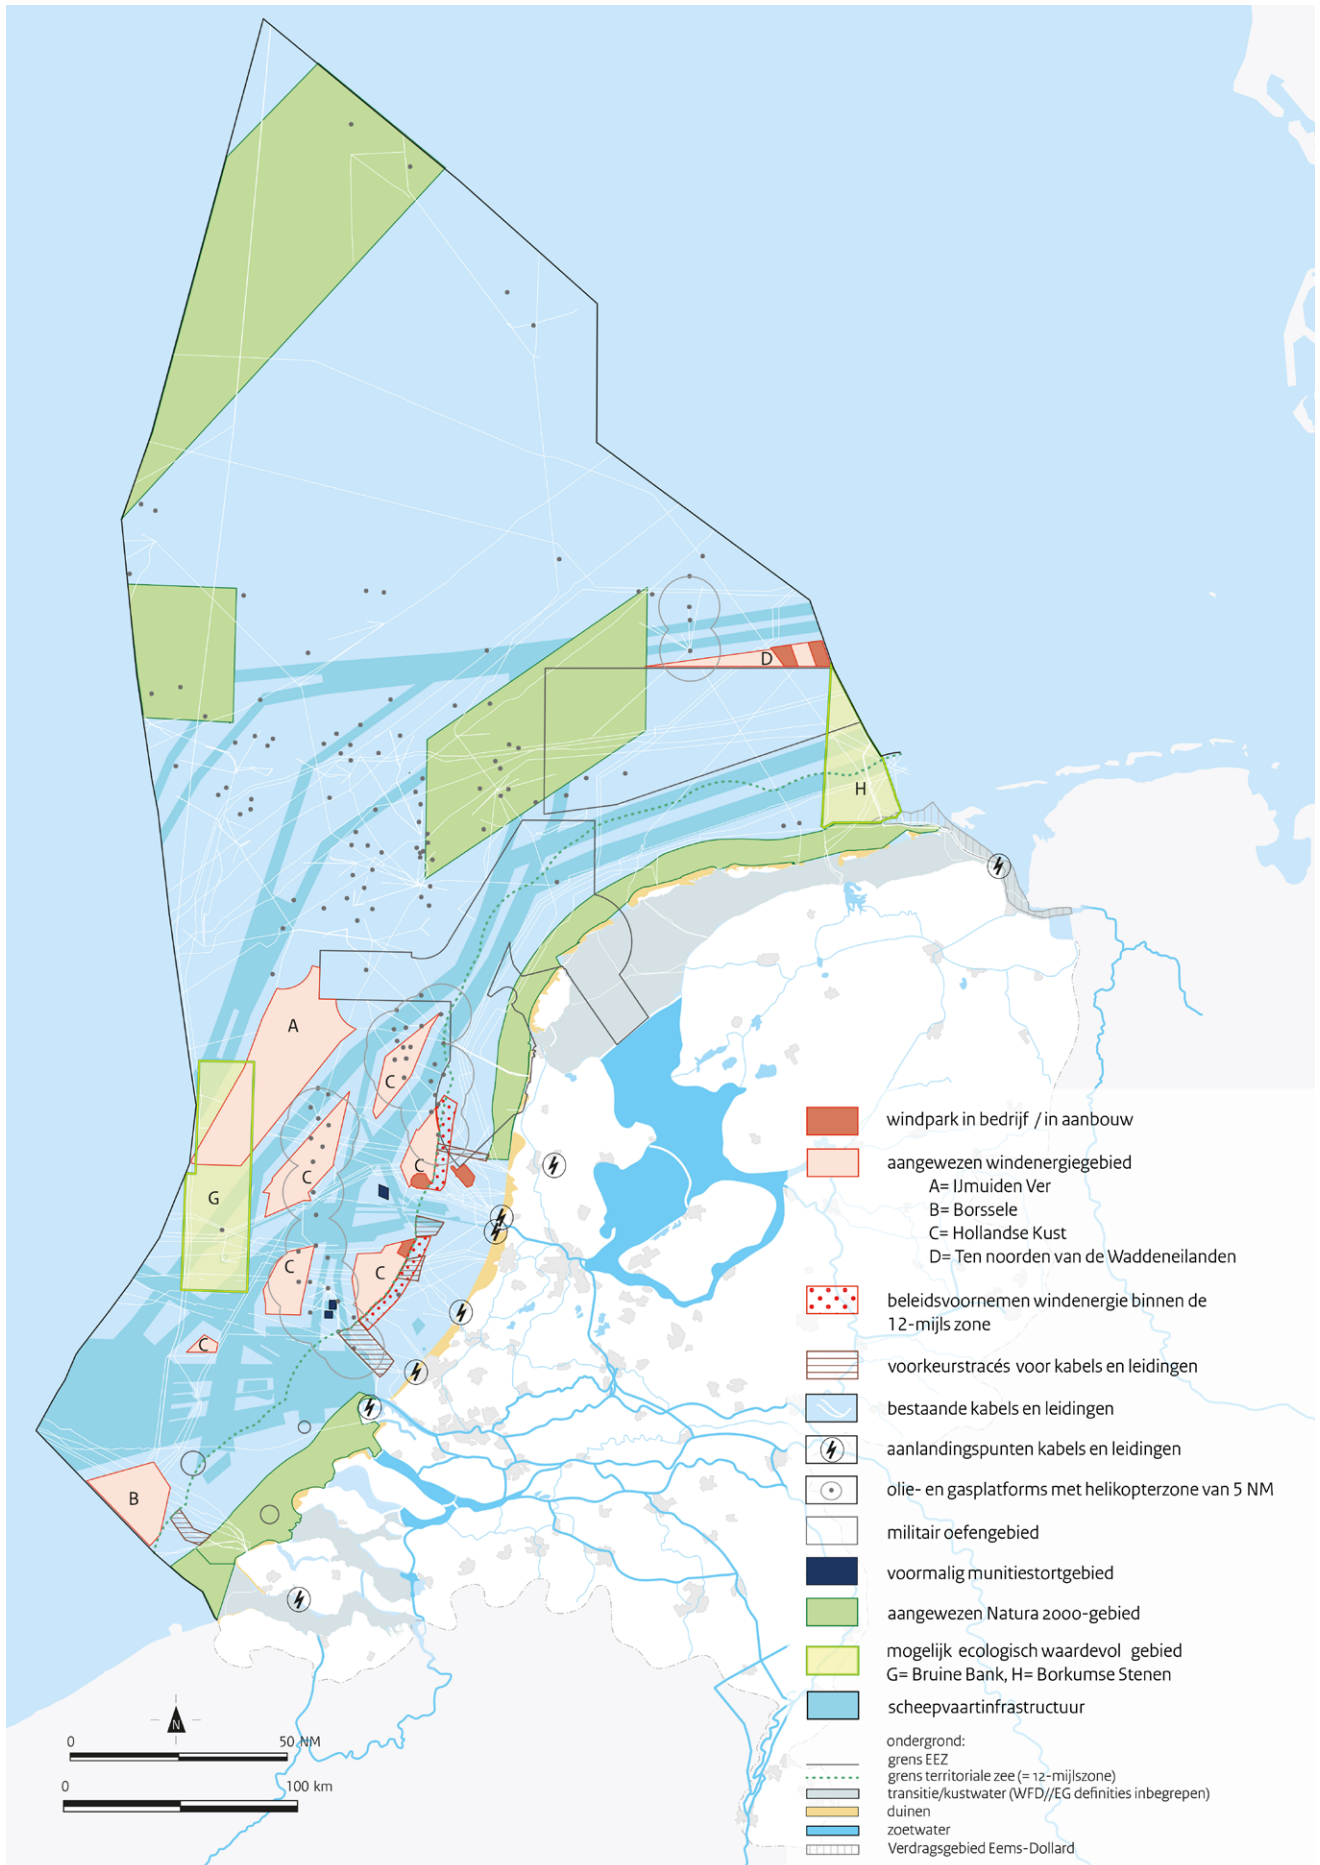 D
H
A
C
C
C
G
C
C
C
B
windpark in bedrijf / in aanbouw
aangewezen windenergiegebied
A= IJmuiden Ver
B= Borssele
C= Hollandse Kust
D= Ten noorden van de Waddeneilanden
beleidsvoornemen windenergie binnen de
12-mijls zone
voorkeurstracés voor kabels en leidingen
bestaande kabels en leidingen
aanlandingspunten kabels en leidingen
olie- en gasplatforms met helikopterzone van 5 NM
militair oefengebied
voormalig munitiestortgebied
aangewezen Natura 2000-gebied
mogelijk ecologisch waardevol gebied
G= Bruine Bank, H= Borkumse Stenen
scheepvaartinfrastructuur
ondergrond:
grens EEZ
grens territoriale zee (= 12-mijlszone)
transitie/kustwater (WFD//EG definities inbegrepen)
duinen
zoetwater
Verdragsgebied Eems-Dollard
N
0 50 NM
0 100 km